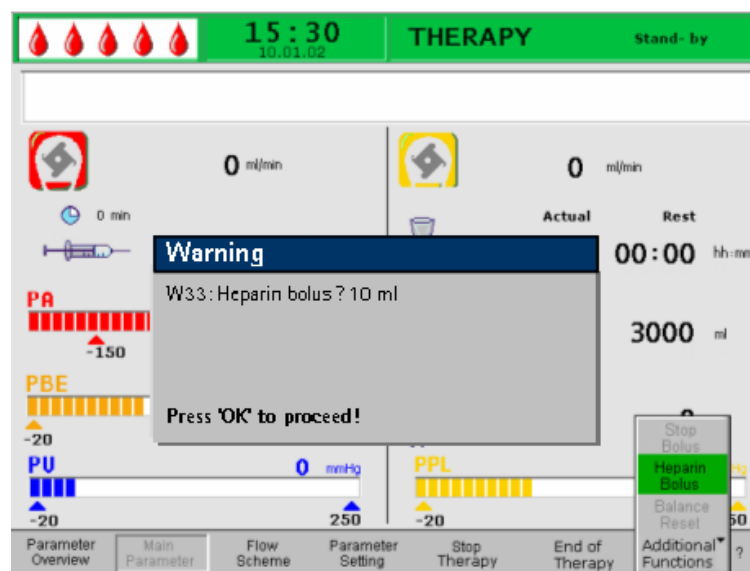 15:30
10.01.02
THERAPY
Stand- by
0 ml/min
0 ml/min
0 min
Actual Rest
00:00 hh:mm
Warning
W33: Heparin bolus ? 10 ml
Press 'OK' to proceed!
PA
-150
3000 ml
PBE
-20
PV 0 mmHg
-20 250
PPL
-20 50
Stop Bolus
Heparin Bolus
Balance Reset
Additional Functions
Parameter Overview
Main Parameter
Flow Scheme
Parameter Setting
Stop Therapy
End of Therapy
?